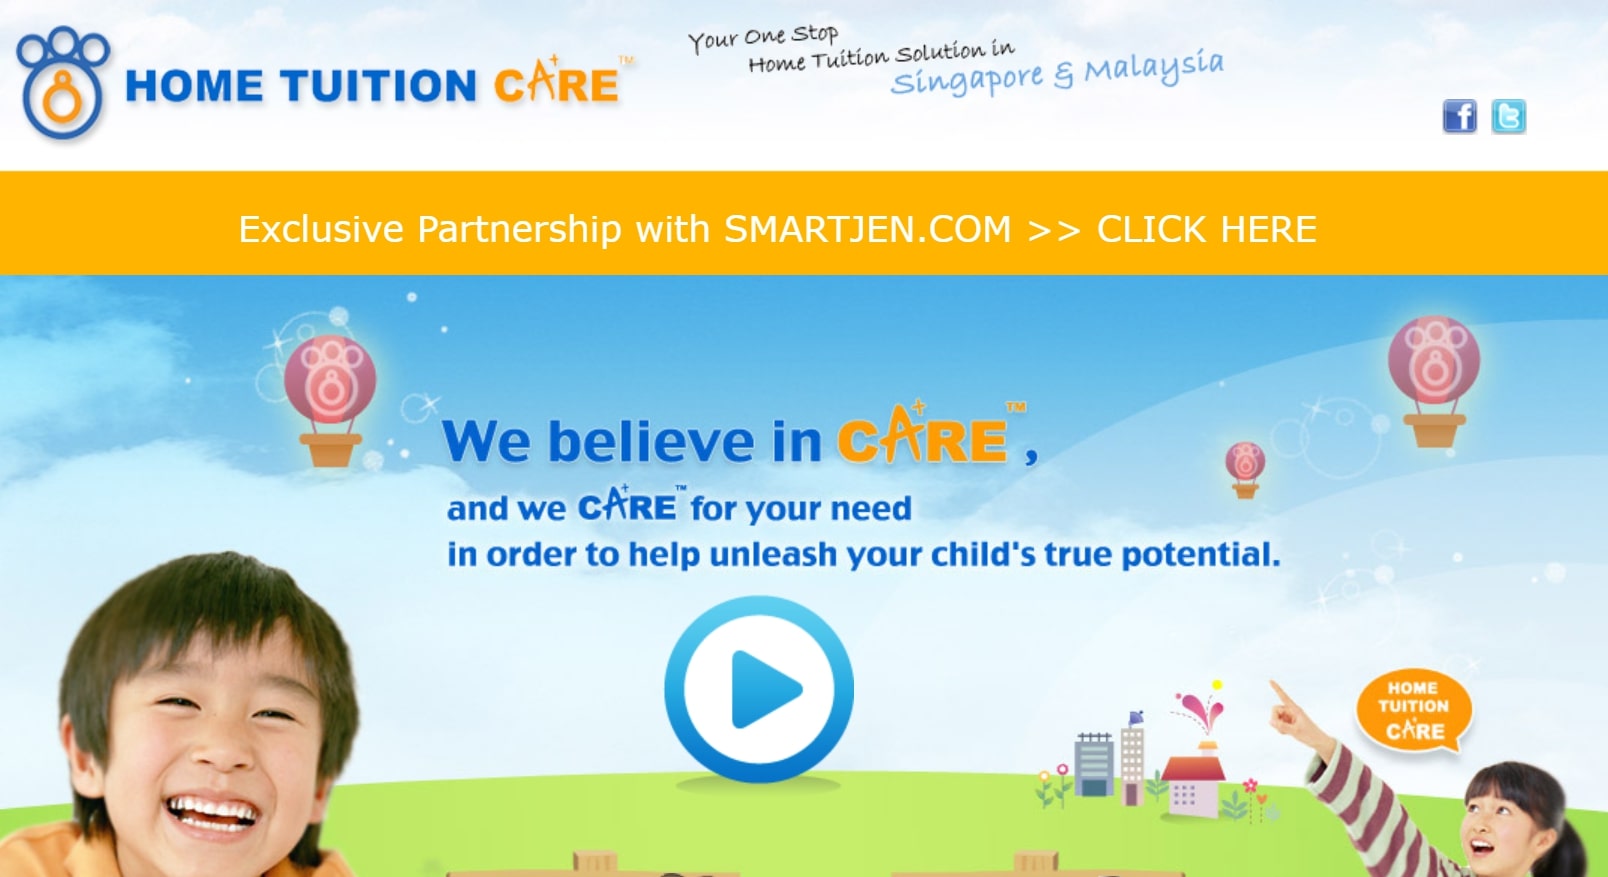 HOME TUITION CARE™
Your One Stop
Home Tuition Solution in
Singapore & Malaysia
Exclusive Partnership with SMARTJEN.COM >> CLICK HERE
We believe in CARE™,
and we CARE™ for your need
in order to help unleash your child's true potential.
HOME
TUITION
CARE